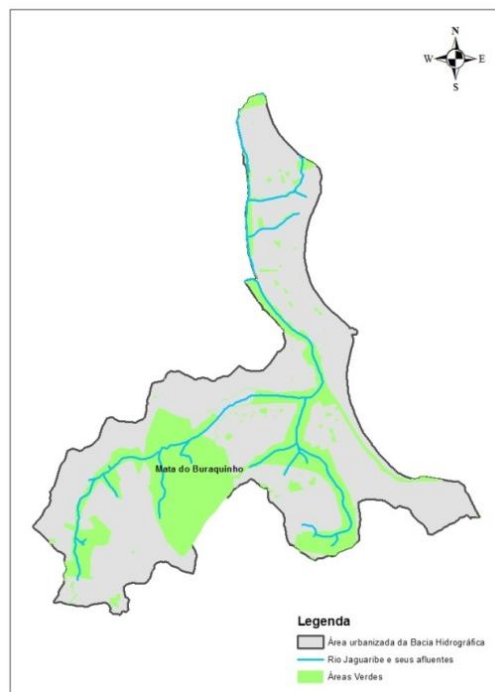 N
W E
S
Mata do Buraquinho
Legenda
Área urbanizada da Bacia Hidrográfica
Rio Jaguaribe e seus afluentes
Áreas Verdes